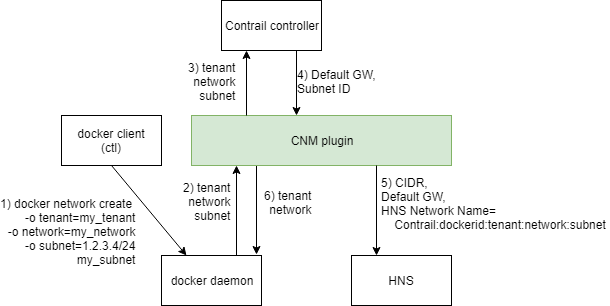 Contrail controller
3) tenant
network
subnet
4) Default GW,
Subnet ID
docker client
(ctl)
CNM plugin
1) docker network create
-o tenant=my_tenant
-o network=my_network
-o subnet=1.2.3.4/24
my_subnet
2) tenant
network
subnet
6) tenant
network
5) CIDR,
Default GW,
HNS Network Name=
Contrail:dockerid:tenant:network:subnet
docker daemon
HNS